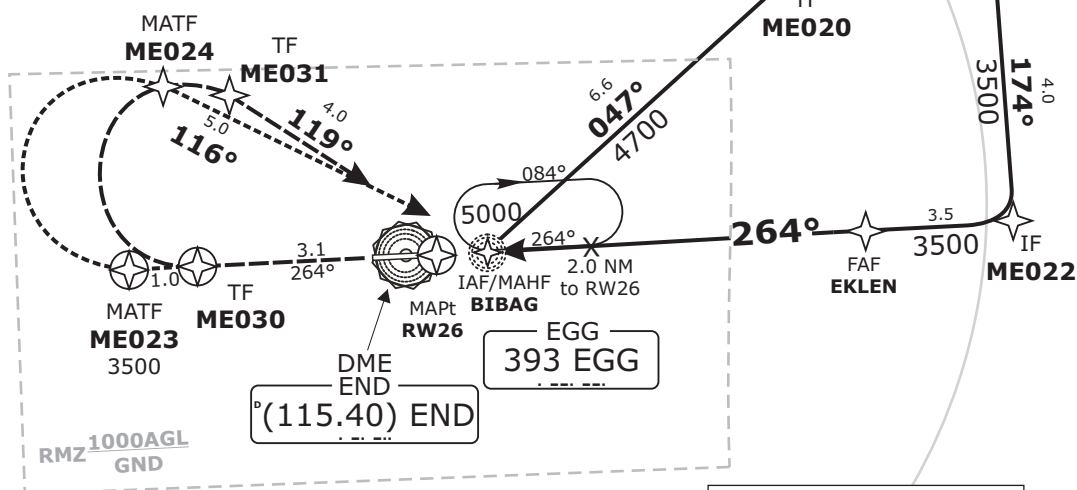 MATF
ME024
TF
ME031
TF
ME020
4.0
119°
5.0
116°
6.6
047°
4700
4.0
174°
3500
084°
5000
264°
264°
3.5
3500
IF
ME022
FAF
EKLEN
X
2.0 NM
to RW26
IAF/MAHF
BIBAG
MAPt
RW26
3.1
264°
1.0
TF
ME030
MATF
ME023
3500
EGG
393 EGG
DME
END
D (115.40) END
RMZ 1000AGL
GND